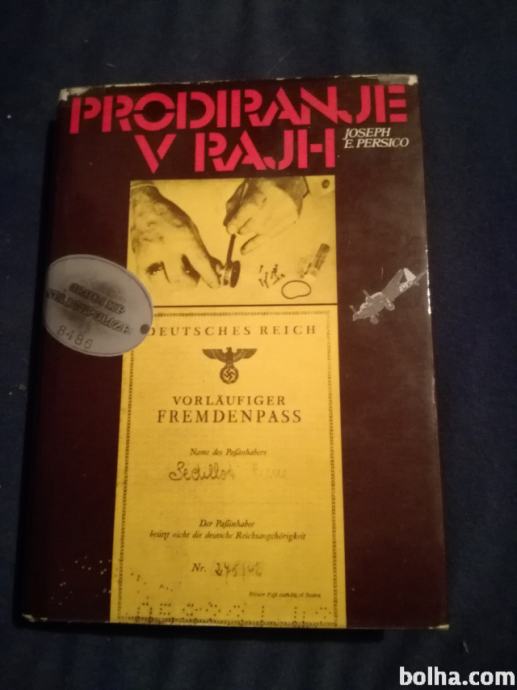 PRODIRANJE
V RAJH
JOSEPH
E. PERSICO
8486
DEUTSCHES REICH
VORLÄUFIGER
FREMDENPASS
Name des Paßinhabers
Der Paßinhaber
besitzt nicht die deutsche Reichsangehörigkeit
Nr.
bolha.com